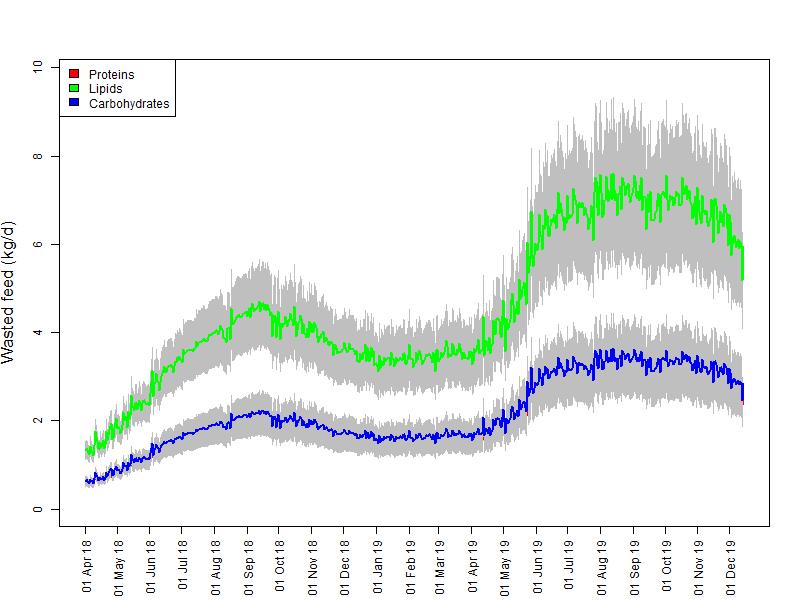 Proteins
Lipids
Carbohydrates
Wasted feed (kg/d)
10
8
6
4
2
0
01 Apr 18
01 May 18
01 Jun 18
01 Jul 18
01 Aug 18
01 Sep 18
01 Oct 18
01 Nov 18
01 Dec 18
01 Jan 19
01 Feb 19
01 Mar 19
01 Apr 19
01 May 19
01 Jun 19
01 Jul 19
01 Aug 19
01 Sep 19
01 Oct 19
01 Nov 19
01 Dec 19